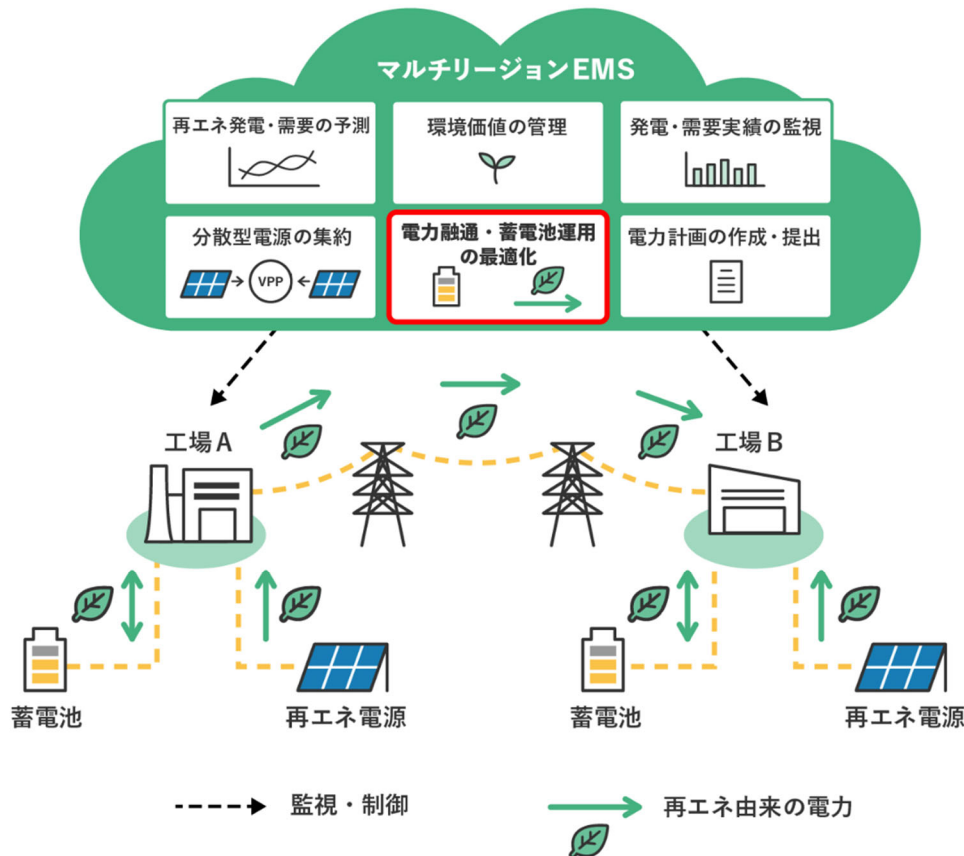 マルチリージョンEMS
再エネ発電・需要の予測
環境価値の管理
発電・需要実績の監視
分散型電源の集約
VPP
電力融通・蓄電池運用
の最適化
電力計画の作成・提出
工場A
工場B
蓄電池
再エネ電源
蓄電池
再エネ電源
監視・制御
再エネ由来の電力